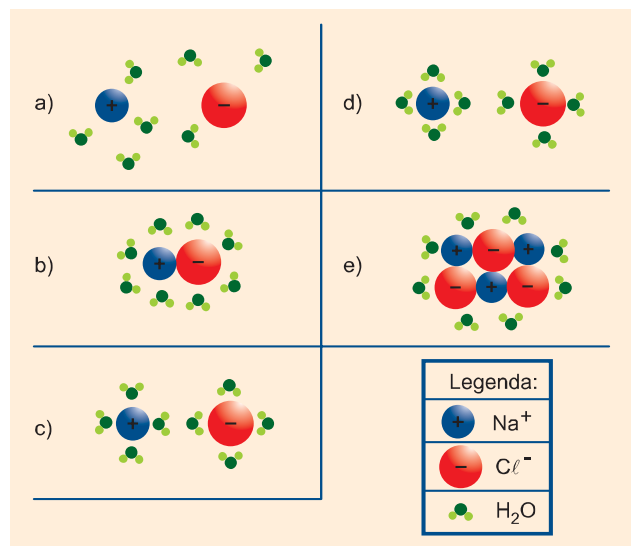 a)
+
−
b)
+ −
c)
+
−
d)
+
−
e)
+ − +
− + −
Legenda:
+ Na⁺
− Cℓ⁻
H₂O